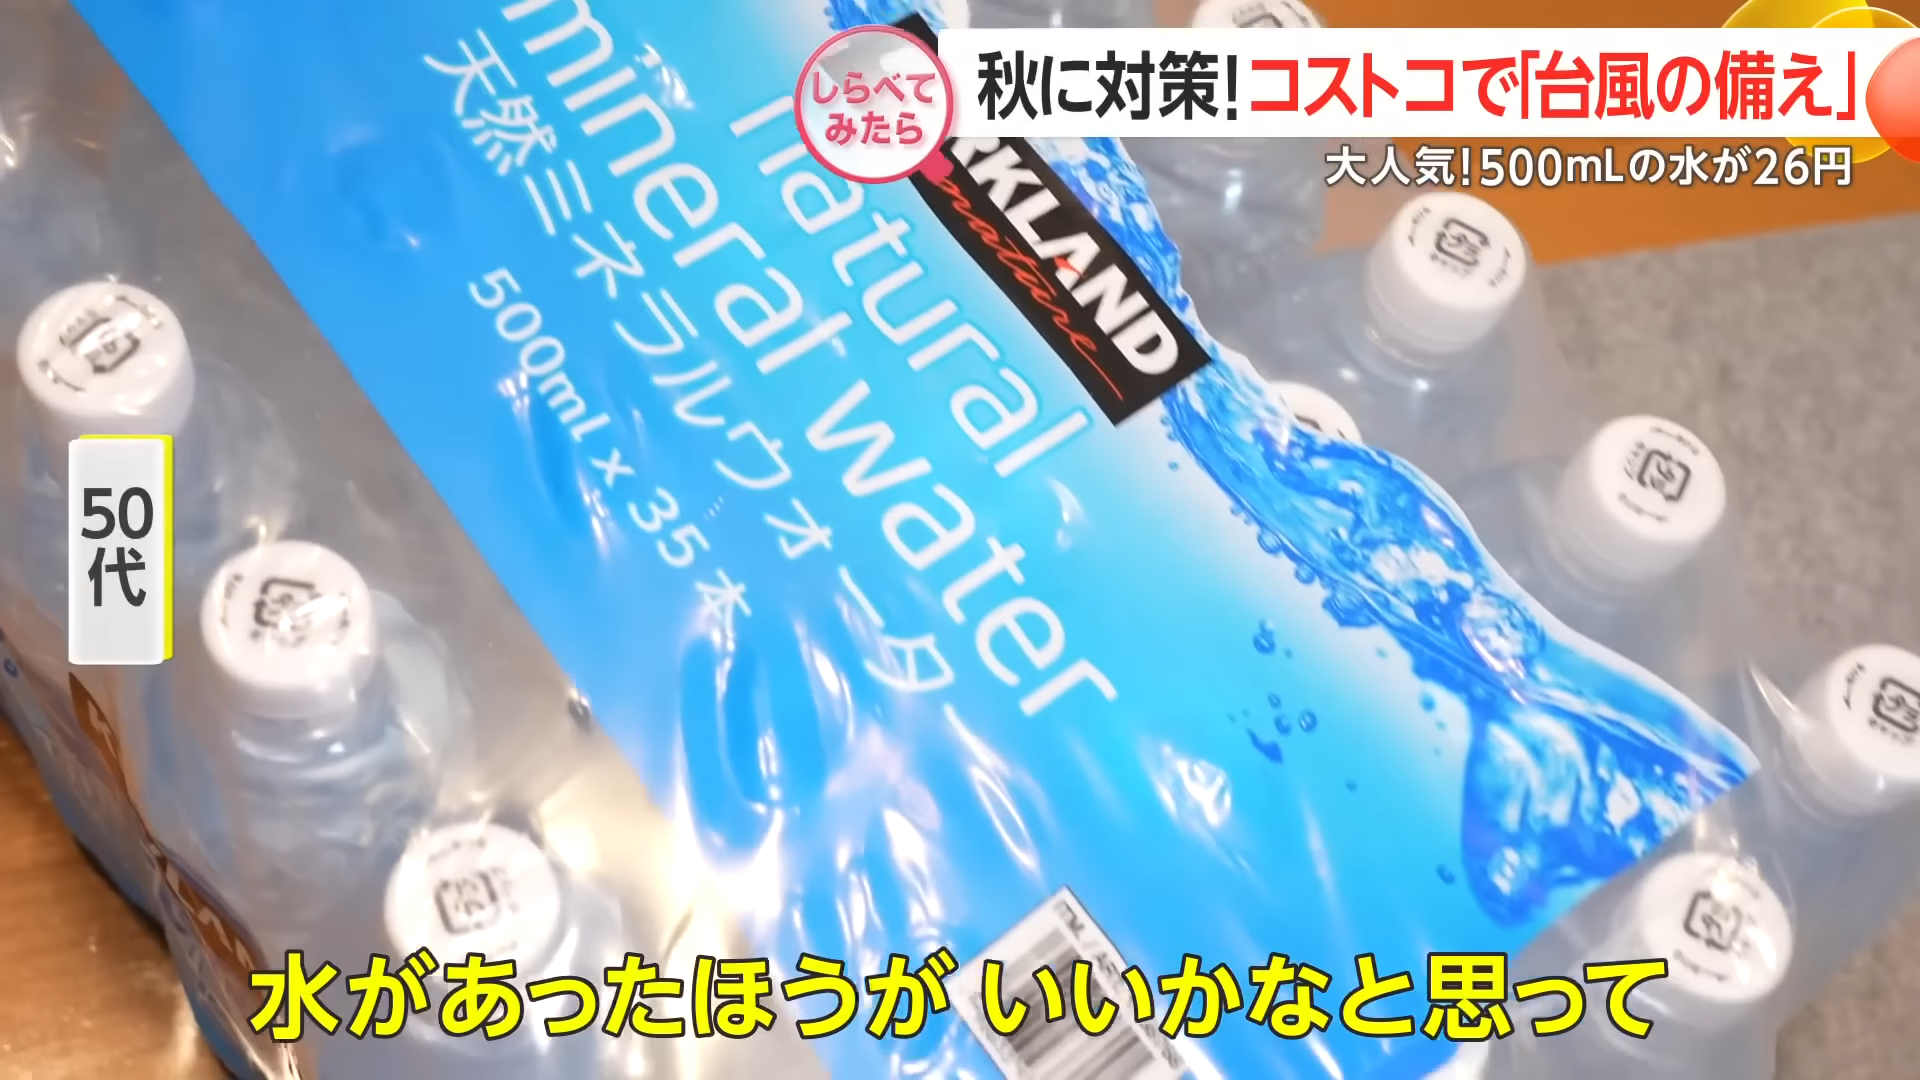 しらべて
みたら
秋に対策！コストコで「台風の備え」
大人気！500mLの水が26円
KIRKLAND
Signature
natural
mineral water
天然ミネラルウォータ
500ml x 35本
50代
水があったほうが いいかなと思って